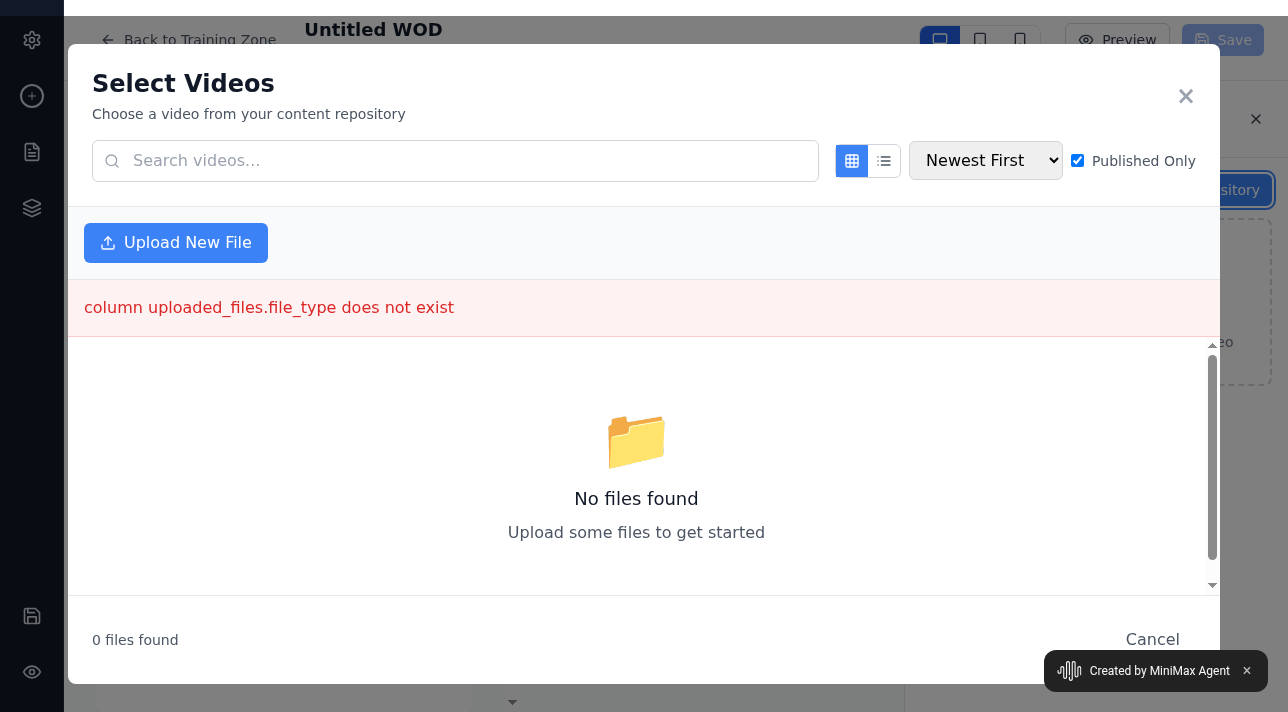 Back to Training Zone
Untitled WOD
Preview
Save
Select Videos
Choose a video from your content repository
Search videos...
Newest First
Published Only
sitory
Upload New File
column uploaded_files.file_type does not exist
eo
No files found
Upload some files to get started
0 files found
Cancel
Created by MiniMax Agent